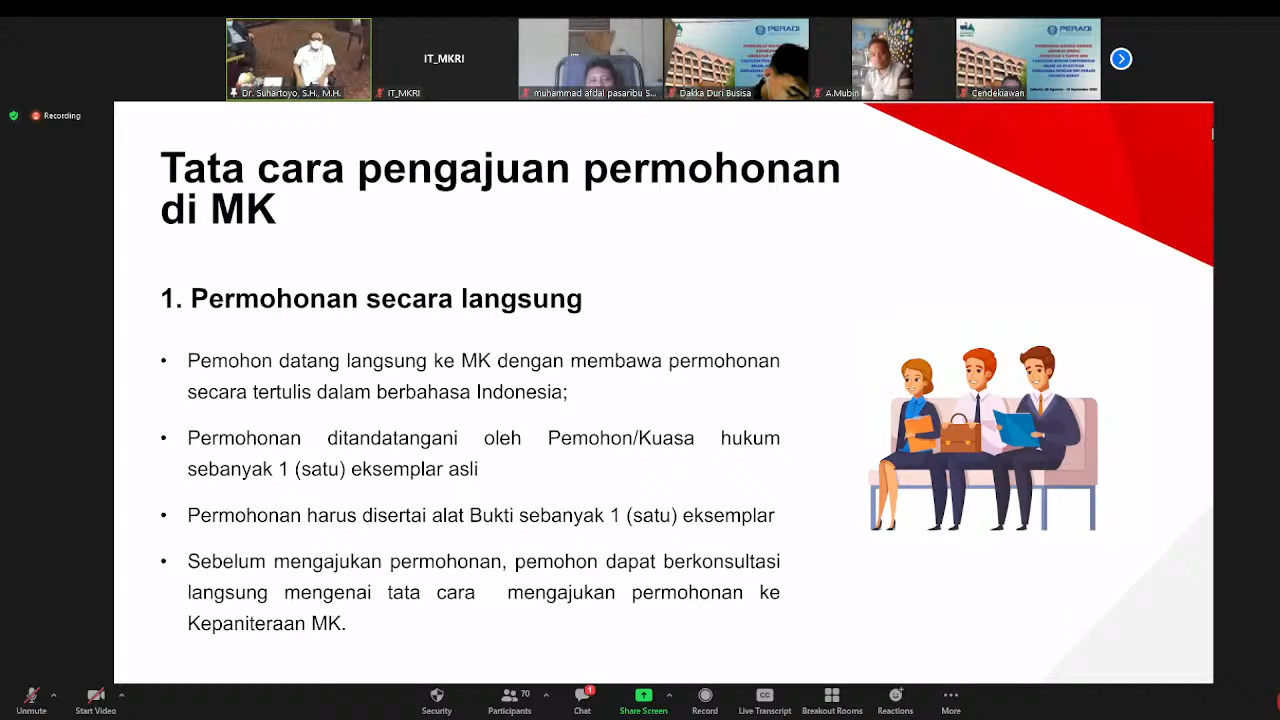 Dr. Suhartoyo, S.H., M.H.
IT_MKRI
IT_MKRI
muhammad afdal pasaribu S...
PERADI
Dakka Duri Busisa
A.Mubin
PERADI
Cendekiawan
Recording
Tata cara pengajuan permohonan
di MK
1. Permohonan secara langsung
• Pemohon datang langsung ke MK dengan membawa permohonan
secara tertulis dalam berbahasa Indonesia;
• Permohonan ditandatangani oleh Pemohon/Kuasa hukum
sebanyak 1 (satu) eksemplar asli
• Permohonan harus disertai alat Bukti sebanyak 1 (satu) eksemplar
• Sebelum mengajukan permohonan, pemohon dapat berkonsultasi
langsung mengenai tata cara mengajukan permohonan ke
Kepaniteraan MK.
Unmute
Start Video
Security
70
Participants
1
Chat
Share Screen
Record
CC
Live Transcript
Breakout Rooms
Reactions
More